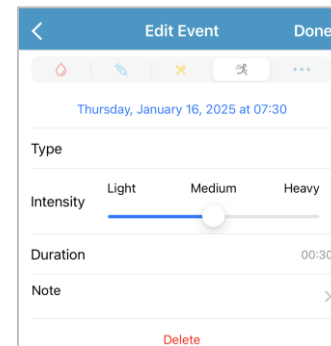 Edit Event Done
Thursday, January 16, 2025 at 07:30
Type
Light Medium Heavy
Intensity
Duration 00:30
Note
Delete